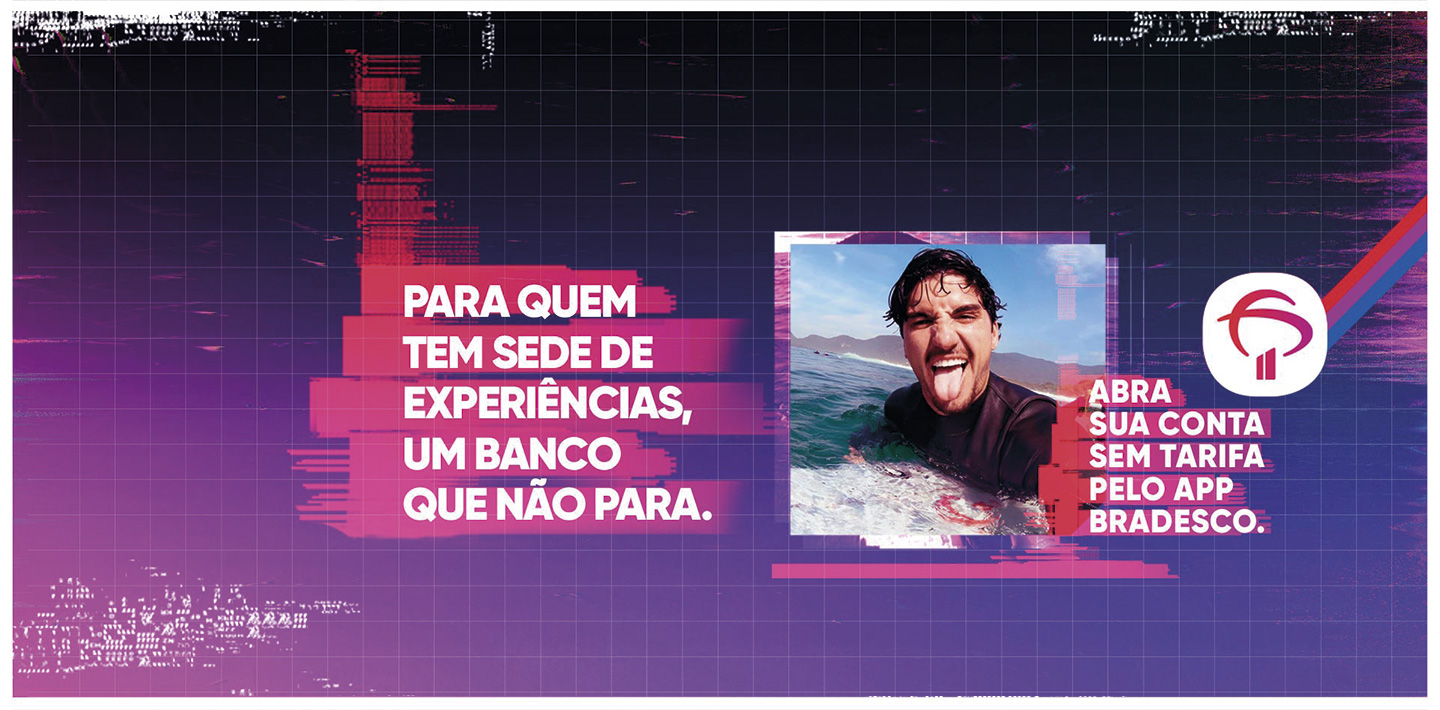 PARA QUEM
TEM SEDE DE
EXPERIÊNCIAS,
UM BANCO
QUE NÃO PARA.
ABRA
SUA CONTA
SEM TARIFA
PELO APP
BRADESCO.